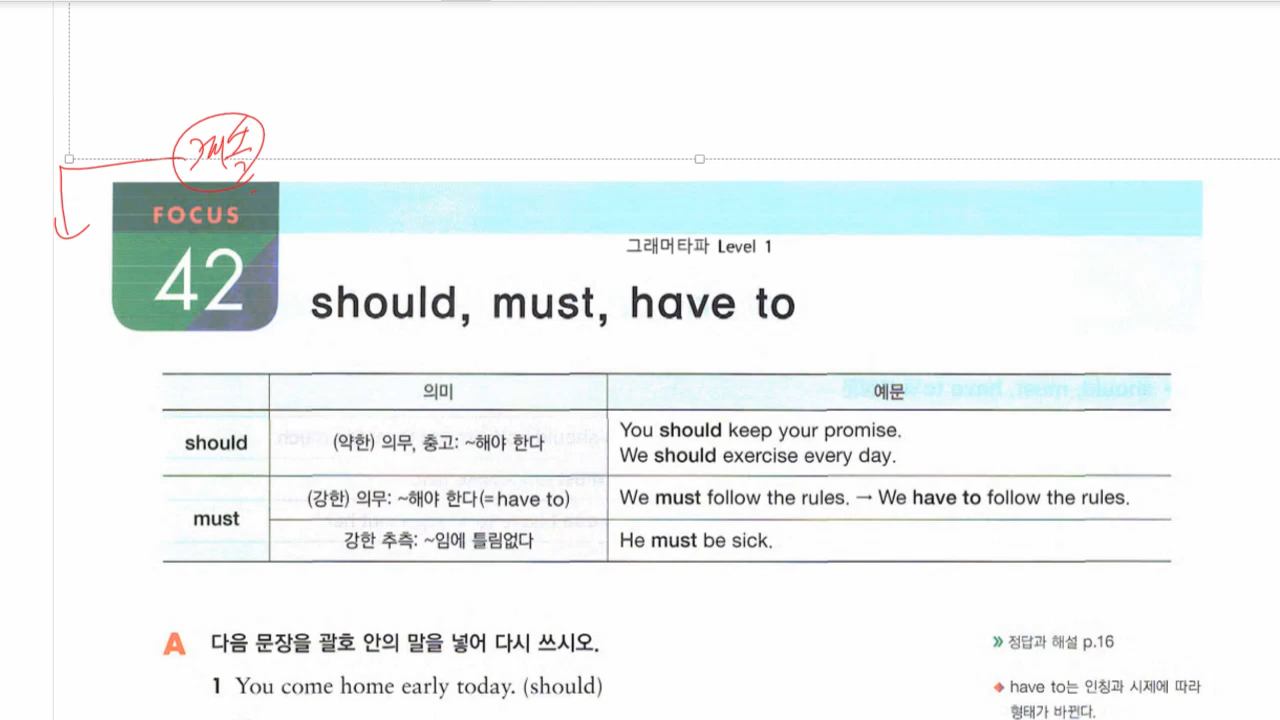 FOCUS
42
그래머타파 Level 1
should, must, have to
의미
예문
should
(약한) 의무, 충고: ~해야 한다
You should keep your promise.
We should exercise every day.
must
(강한) 의무: ~해야 한다(= have to)
We must follow the rules. → We have to follow the rules.
강한 추측: ~임에 틀림없다
He must be sick.
A 다음 문장을 괄호 안의 말을 넣어 다시 쓰시오.
» 정답과 해설 p.16
1 You come home early today. (should)
◆ have to는 인칭과 시제에 따라
형태가 바뀐다.